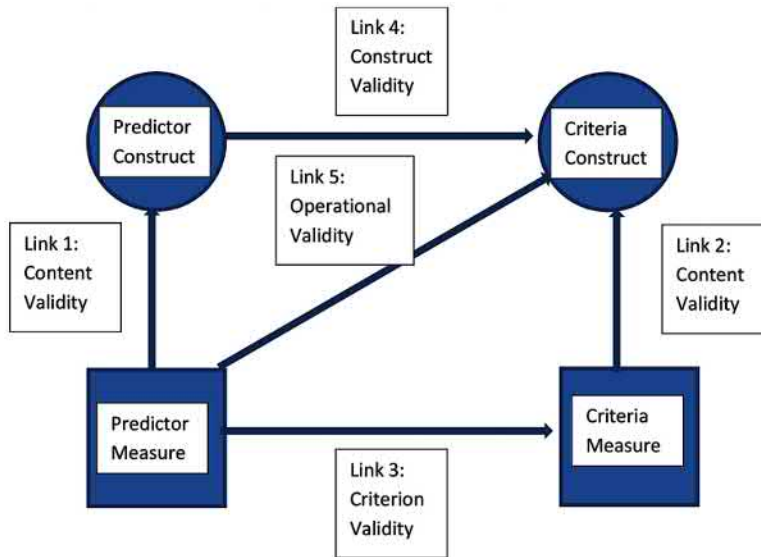 Link 4:
Construct
Validity
Predictor
Construct
Criteria
Construct
Link 5:
Operational
Validity
Link 1:
Content
Validity
Link 2:
Content
Validity
Predictor
Measure
Criteria
Measure
Link 3:
Criterion
Validity